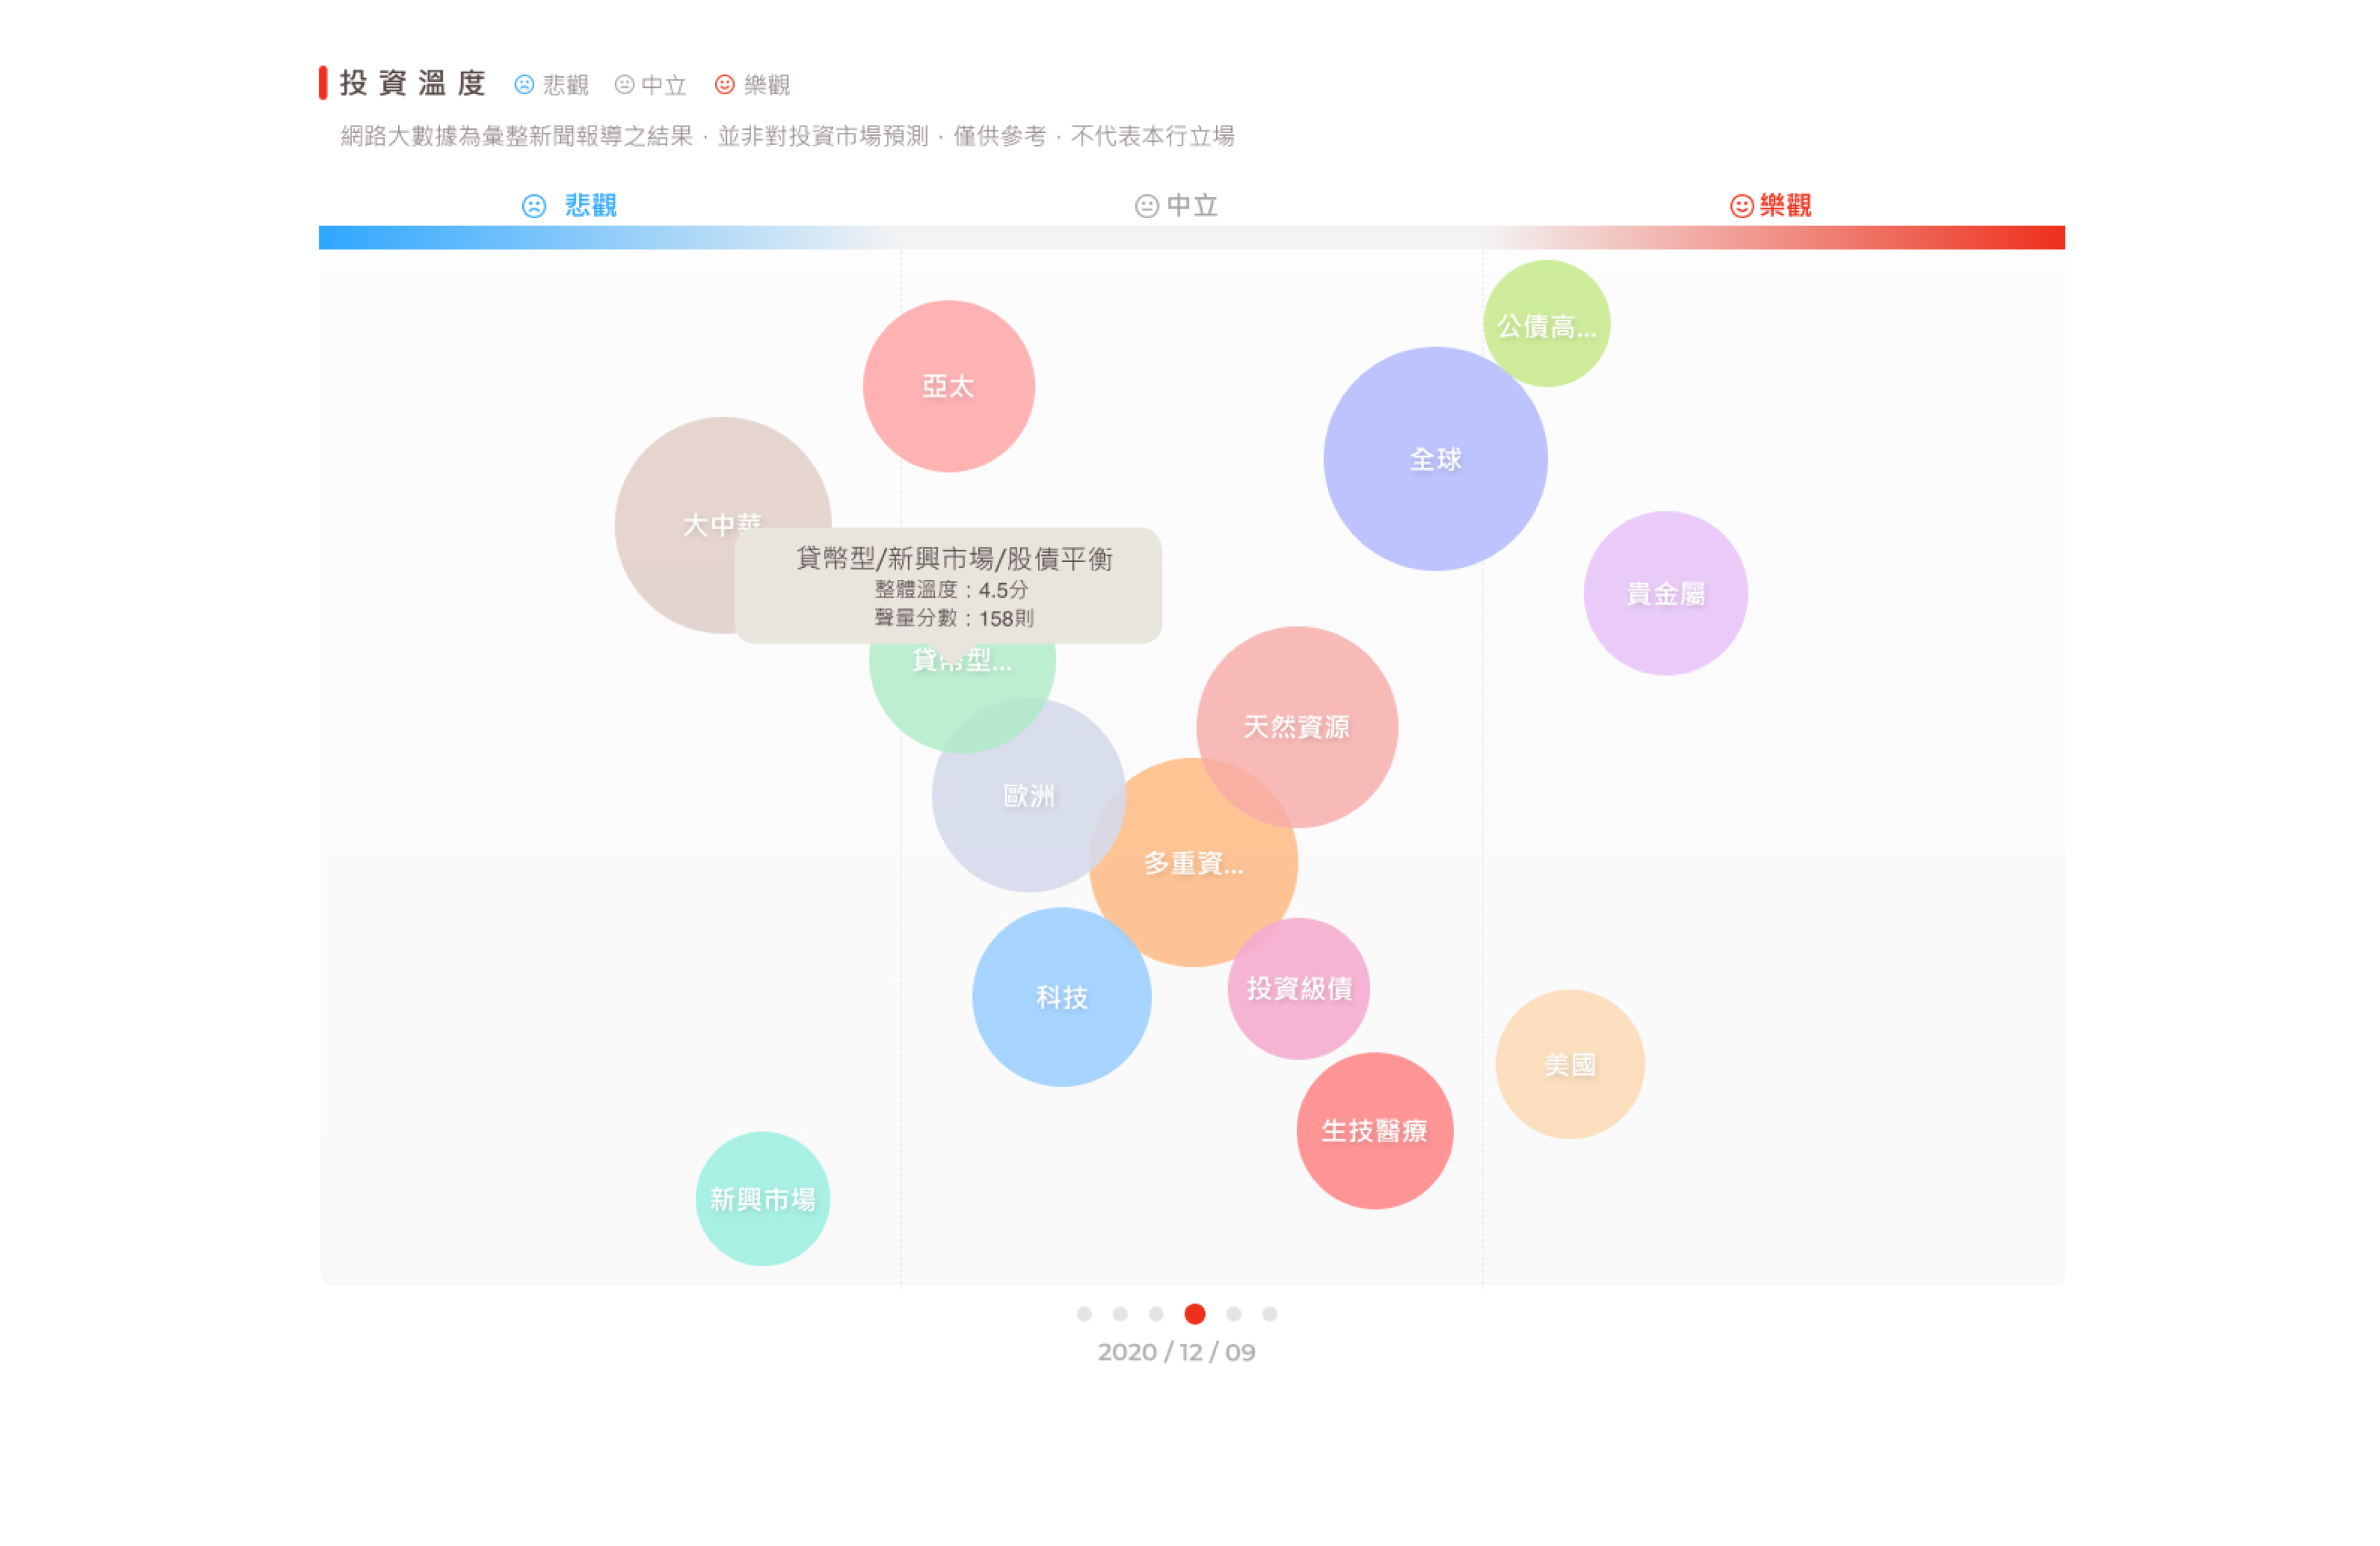 投資溫度 悲觀 中立 樂觀
網路大數據為彙整新聞報導之結果，並非對投資市場預測，僅供參考，不代表本行立場
悲觀 中立 樂觀
公債高...
亞太
全球
大中華
貸幣型/新興市場/股債平衡
整體溫度：4.5分
聲量分數：158則
貴金屬
貸幣型...
天然資源
歐洲
多重資...
科技
投資級債
美國
生技醫療
新興市場
2020 / 12 / 09